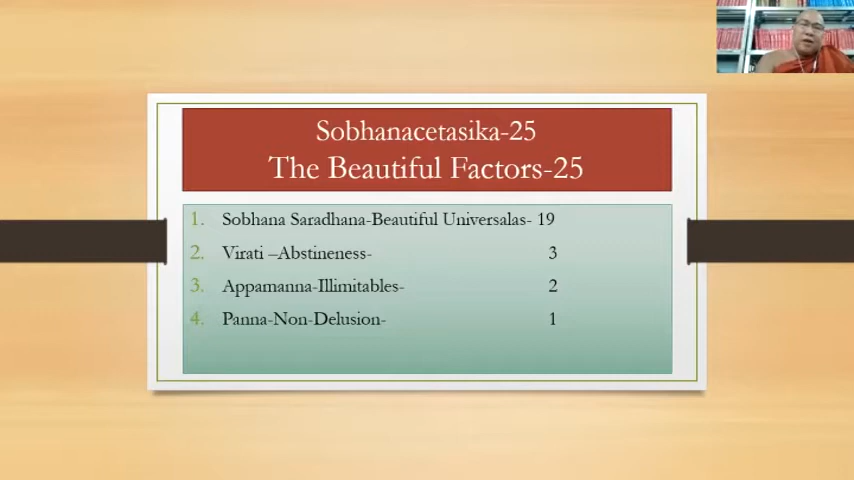 Sobhanacetasika-25
The Beautiful Factors-25
1. Sobhana Saradhana-Beautiful Universalas- 19
2. Virati –Abstineness- 3
3. Appamanna-Illimitables- 2
4. Panna-Non-Delusion- 1